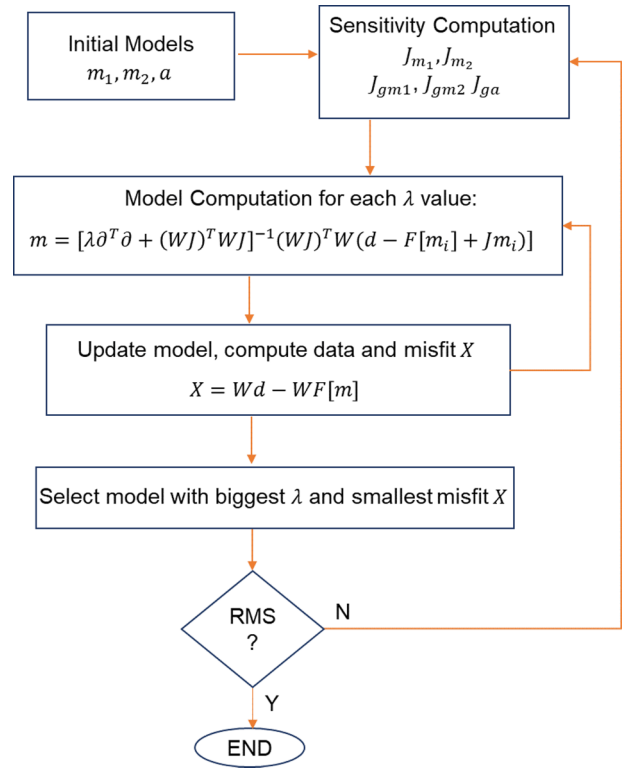 Initial Models
m₁, m₂, a
Sensitivity Computation
J_{m₁}, J_{m₂}
J_{gm1}, J_{gm2} J_{ga}
Model Computation for each λ value:
m = [λ∂ᵀ∂ + (WJ)ᵀWJ]⁻¹(WJ)ᵀW(d − F[mᵢ] + Jmᵢ)]
Update model, compute data and misfit X
X = Wd − WF[m]
Select model with biggest λ and smallest misfit X
RMS
?
N
Y
END